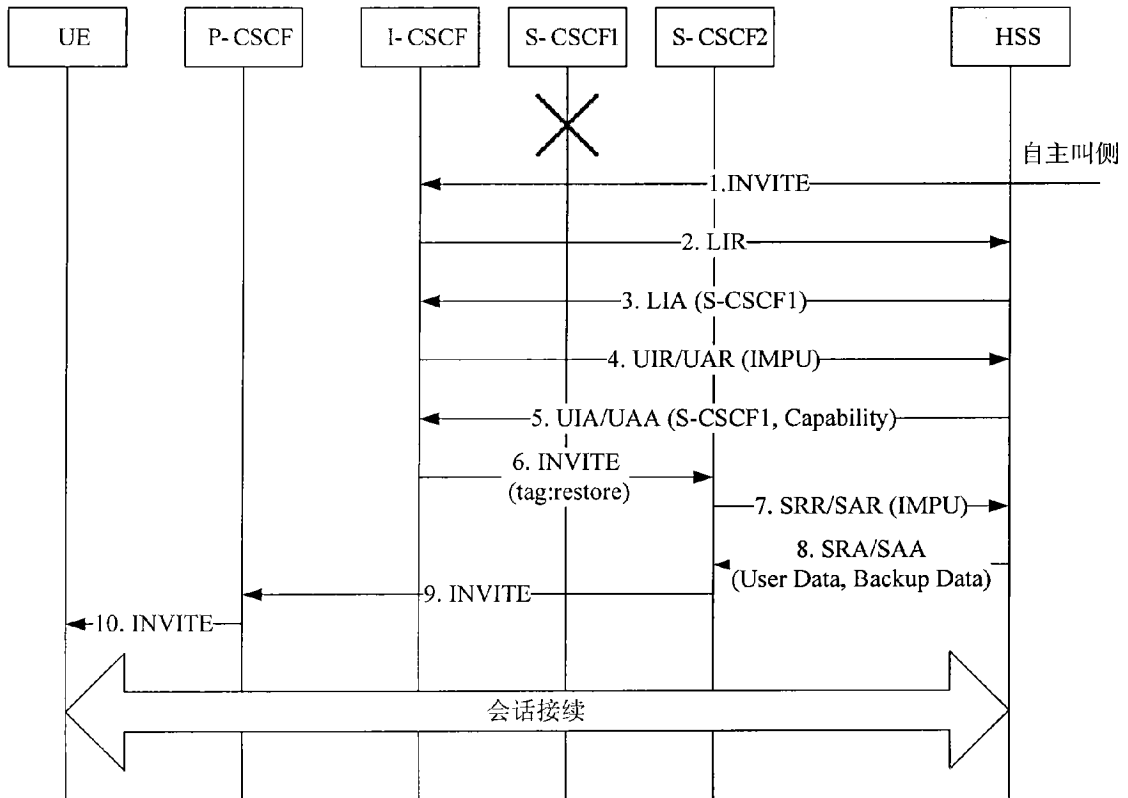 UE
P-CSCF
I-CSCF
S-CSCF1
S-CSCF2
HSS
自主叫侧
1.INVITE
2. LIR
3. LIA (S-CSCF1)
4. UIR/UAR (IMPU)
5. UIA/UAA (S-CSCF1, Capability)
6. INVITE
(tag:restore)
7. SRR/SAR (IMPU)
8. SRA/SAA
(User Data, Backup Data)
9. INVITE
10. INVITE
会话接续